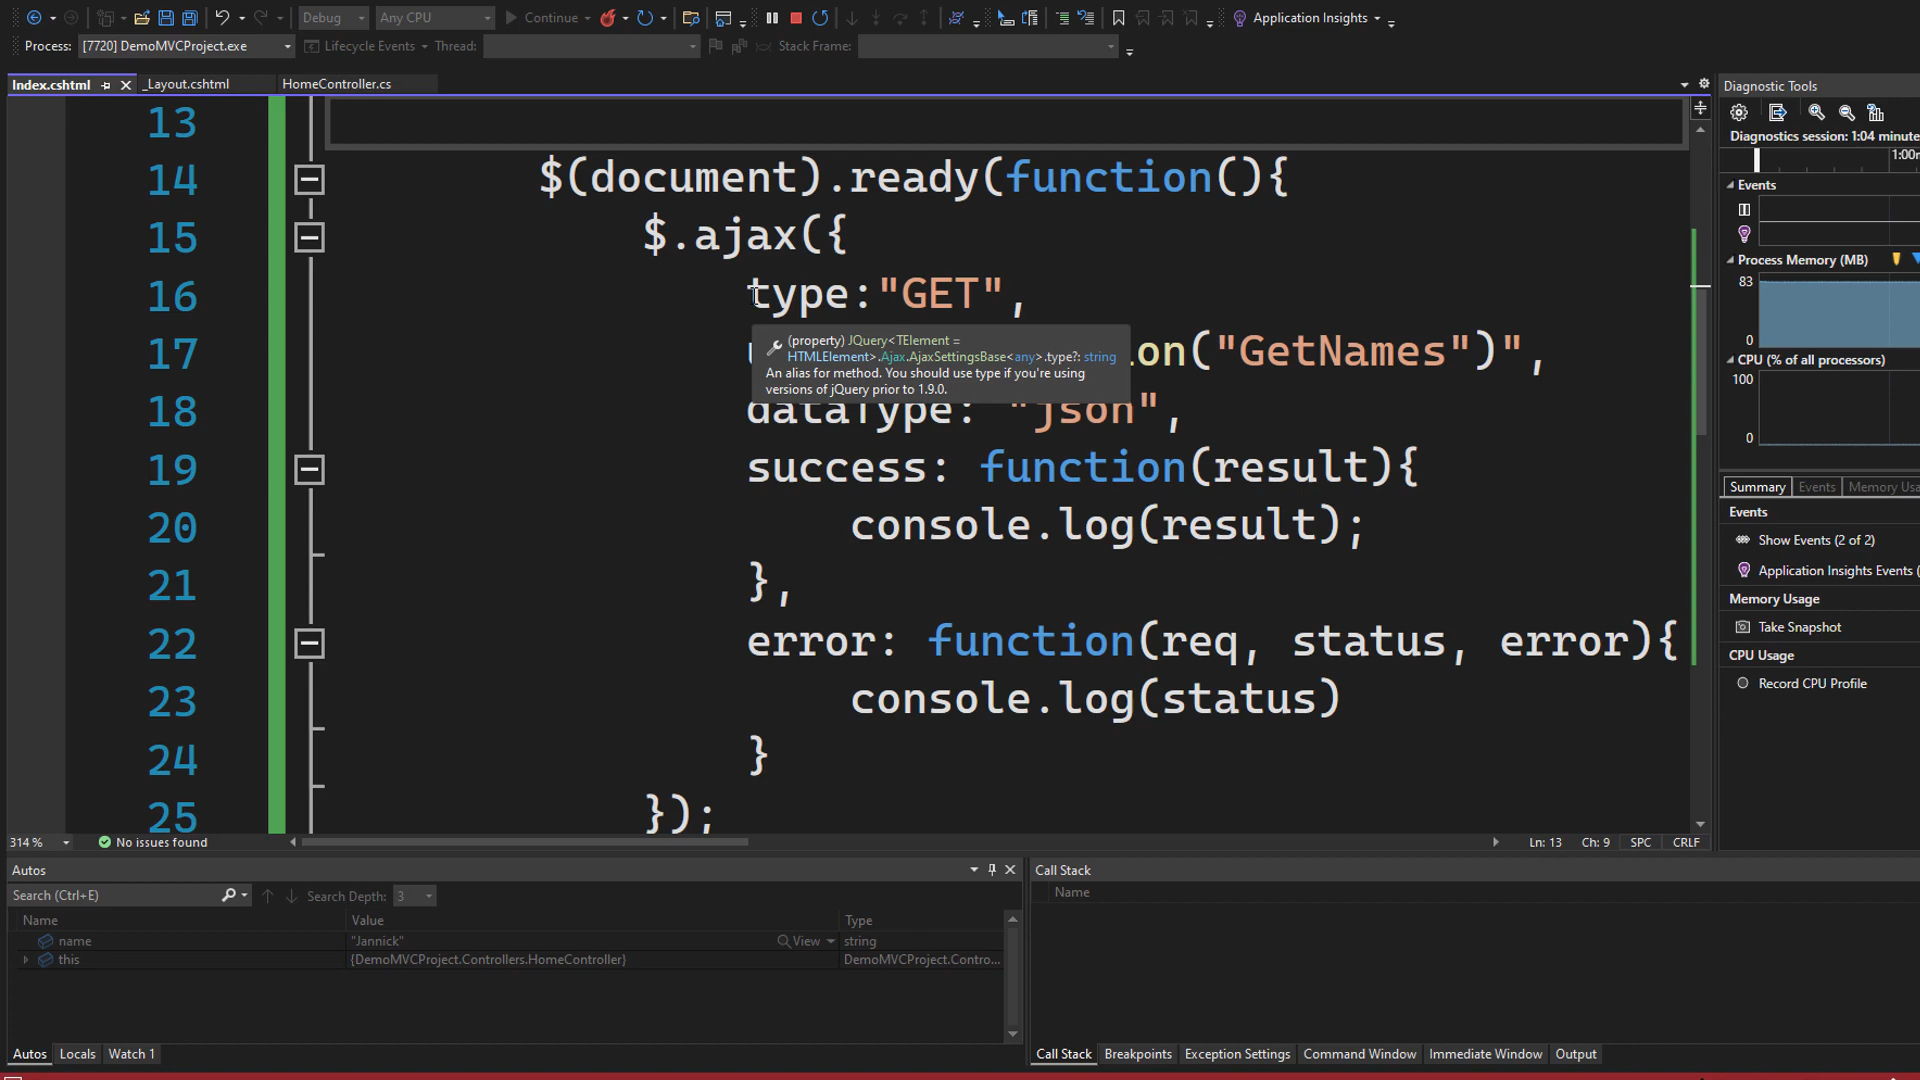 Debug
Any CPU
Continue
Application Insights
Process:
[7720] DemoMVCProject.exe
Lifecycle Events
Thread:
Stack Frame:
Index.cshtml
_Layout.cshtml
HomeController.cs
13
14 $(document).ready(function(){
15 $.ajax({
16 type:"GET",
17 on("GetNames")",
18 dataType: "json",
19 success: function(result){
20 console.log(result);
21 },
22 error: function(req, status, error){
23 console.log(status)
24 }
25 });
(property) JQuery<TElement =
HTMLElement>.Ajax.AjaxSettingsBase<any>.type?: string
An alias for method. You should use type if you're using
versions of jQuery prior to 1.9.0.
314 %
No issues found
Ln: 13
Ch: 9
SPC
CRLF
Diagnostic Tools
Diagnostics session: 1:04 minute
1:00
Events
Process Memory (MB)
83
0
CPU (% of all processors)
100
0
Summary
Events
Memory Usa
Events
Show Events (2 of 2)
Application Insights Events (
Memory Usage
Take Snapshot
CPU Usage
Record CPU Profile
Autos
Search (Ctrl+E)
Search Depth:
3
Name
Value
Type
name
"Jannick"
View
string
this
{DemoMVCProject.Controllers.HomeController}
DemoMVCProject.Contro...
Autos
Locals
Watch 1
Call Stack
Name
Call Stack
Breakpoints
Exception Settings
Command Window
Immediate Window
Output